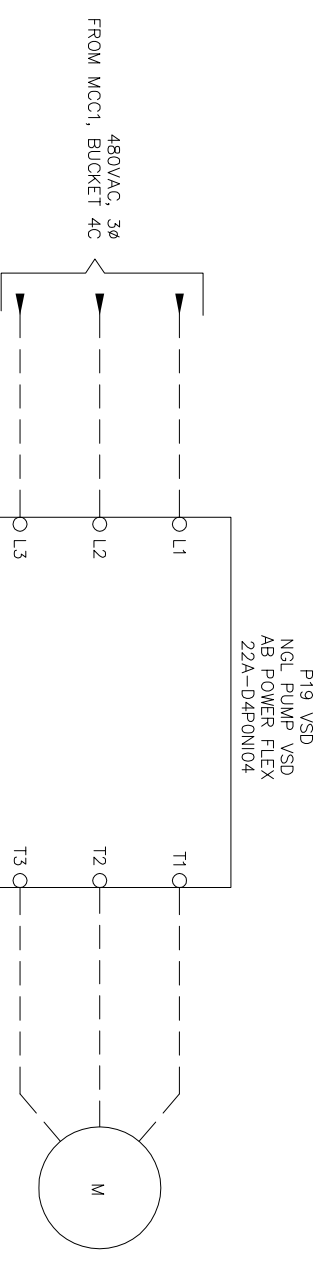 P19 VSD
NGL PUMP VSD
AB POWER FLEX
22A-D4P0NI04
480VAC, 3Ø
FROM MCC1, BUCKET 4C
L1
L2
L3
T1
T2
T3
M